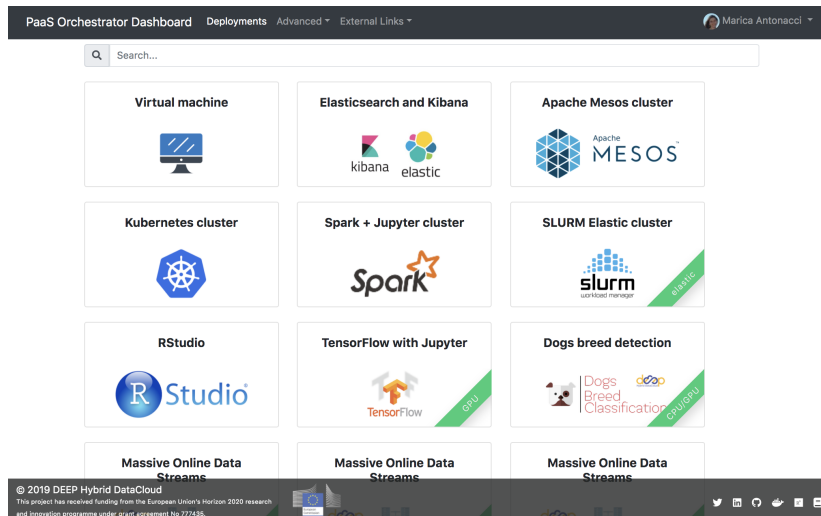 PaaS Orchestrator Dashboard Deployments Advanced External Links Marica Antonacci
Search...
Virtual machine
Elasticsearch and Kibana
kibana
elastic
Apache Mesos cluster
Apache
MESOS
Kubernetes cluster
Spark + Jupyter cluster
Spark
SLURM Elastic cluster
slurm
workload manager
elastic
RStudio
R Studio
TensorFlow with Jupyter
TensorFlow
GPU
Dogs breed detection
Dogs
Breed
Classification
deep
CPU/GPU
Massive Online Data
Streams
Massive Online Data
Streams
Massive Online Data
Streams
© 2019 DEEP Hybrid DataCloud
This project has received funding from the European Union's Horizon 2020 research
and innovation programme under grant agreement No 777435.